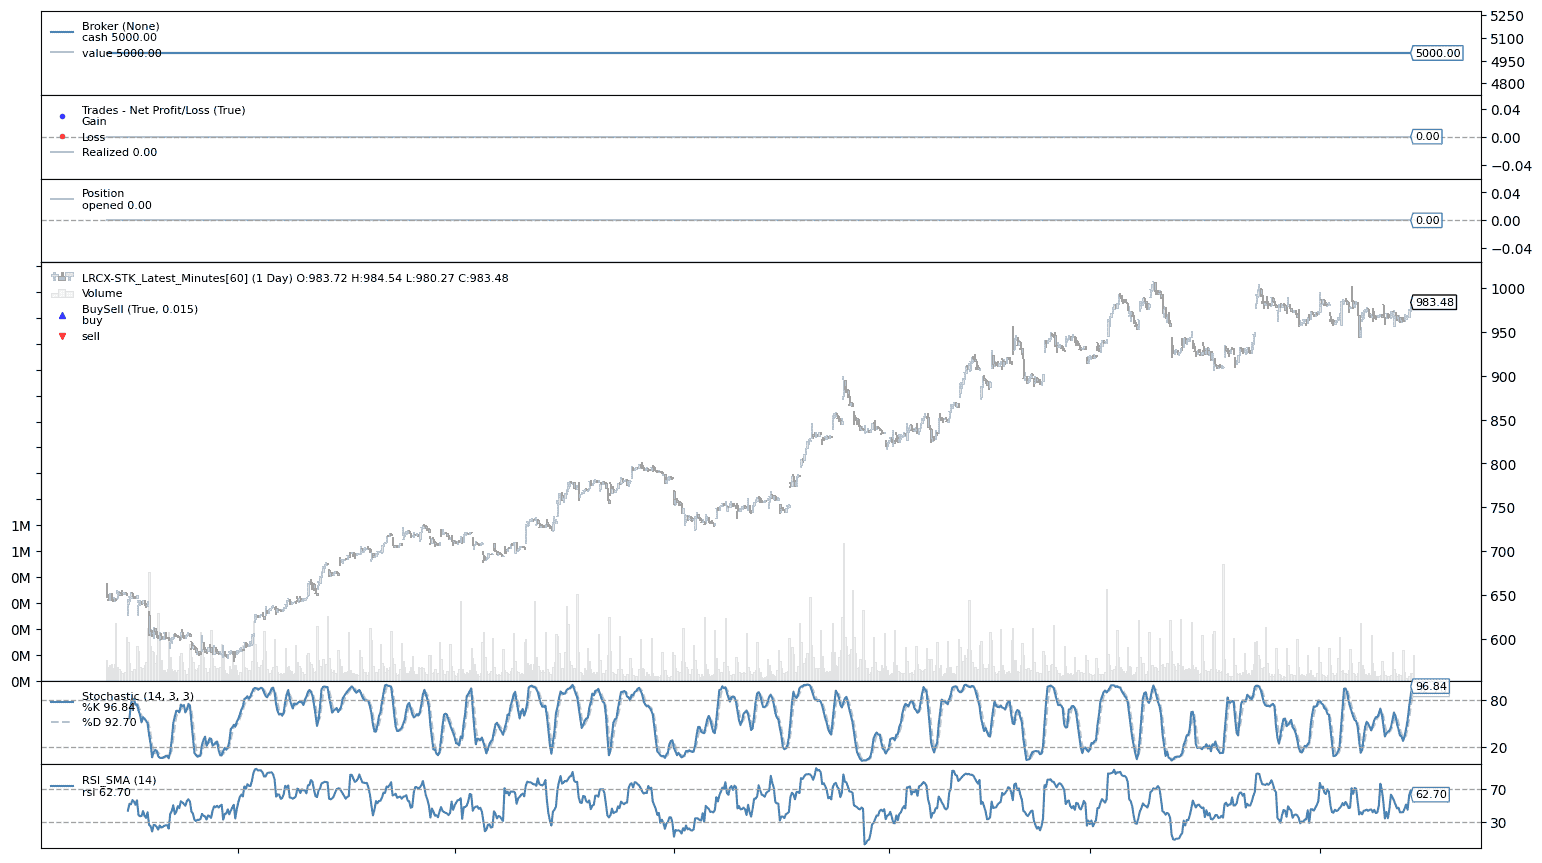 Broker (None)
cash 5000.00
value 5000.00
5250
5100
4950
4800
5000.00
Trades - Net Profit/Loss (True)
Gain
Loss
Realized 0.00
0.04
0.00
−0.04
0.00
Position
opened 0.00
0.04
0.00
−0.04
0.00
LRCX-STK_Latest_Minutes[60] (1 Day) O:983.72 H:984.54 L:980.27 C:983.48
Volume
BuySell (True, 0.015)
buy
sell
1000
950
900
850
800
750
700
650
600
983.48
1M
1M
0M
0M
0M
0M
0M
Stochastic (14, 3, 3)
%K 96.84
%D 92.70
96.84
80
20
RSI_SMA (14)
rsi 62.70
70
30
62.70